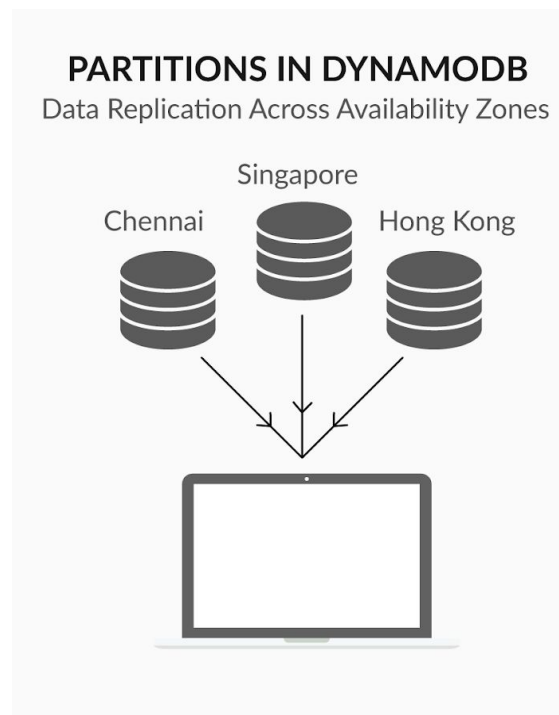 PARTITIONS IN DYNAMODB
Data Replication Across Availability Zones
Singapore
Chennai
Hong Kong